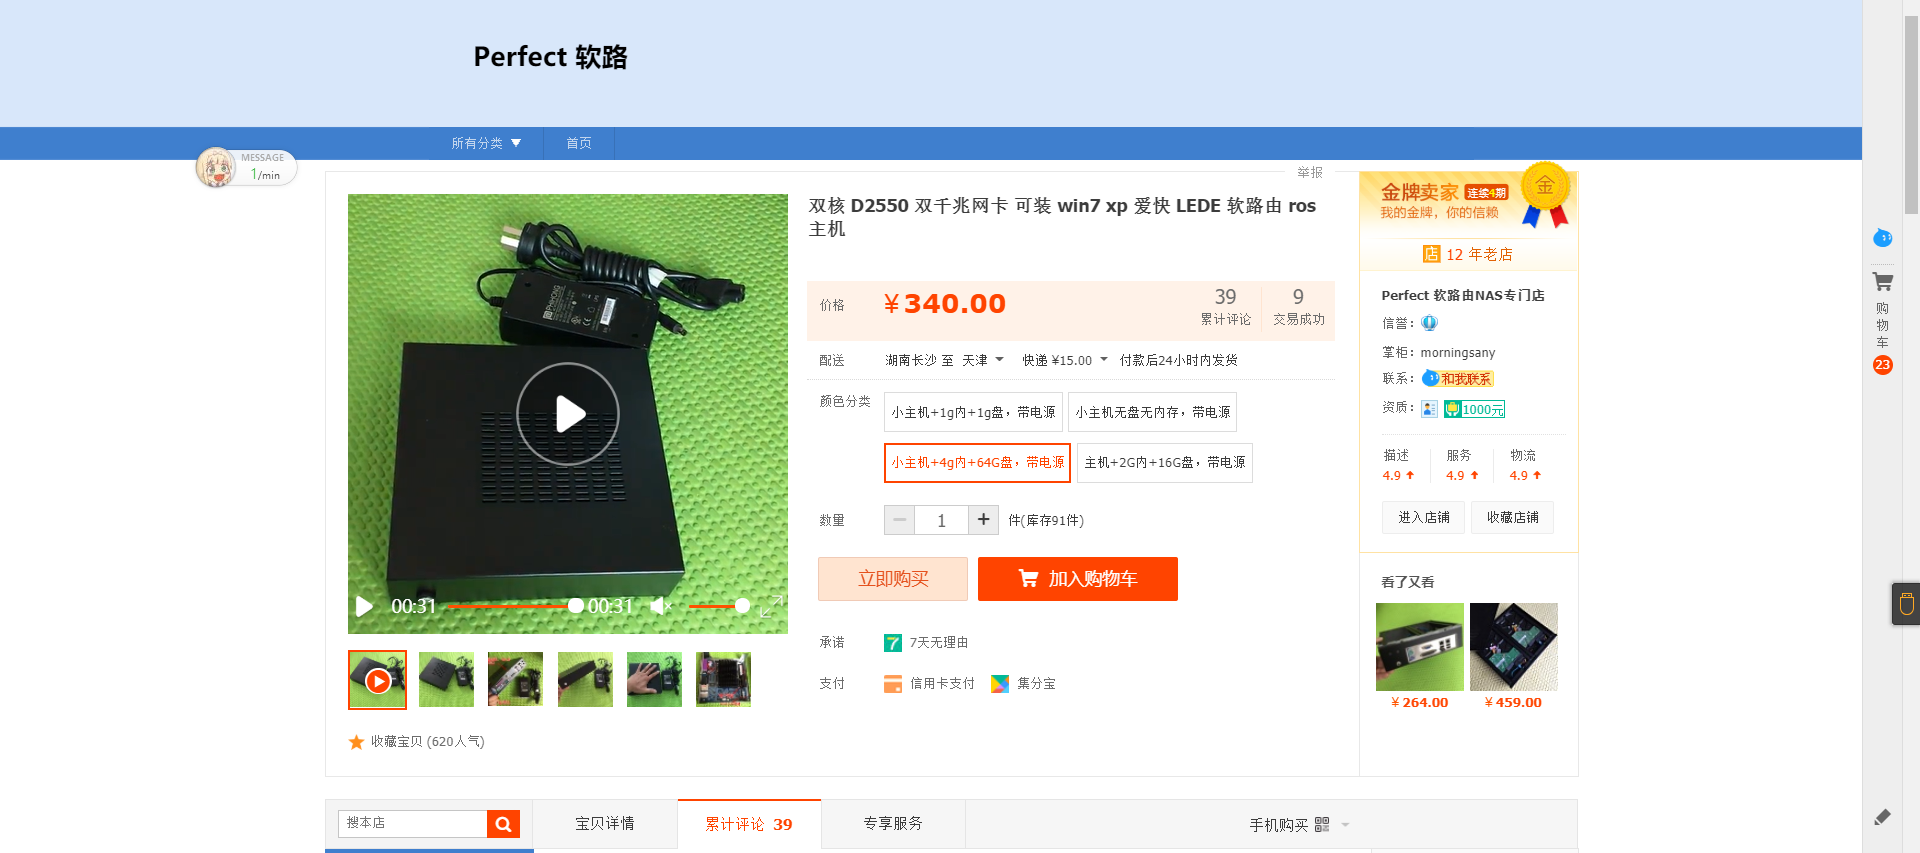 Perfect 软路
所有分类 ▼
首页
MESSAGE
1/min
举报
双核 D2550 双千兆网卡 可装 win7 xp 爱快 LEDE 软路由 ros
主机
价格
¥340.00
39
累计评论
9
交易成功
配送
湖南长沙 至 天津
快递 ¥15.00
付款后24小时内发货
颜色分类
小主机+1g内+1g盘，带电源
小主机无盘无内存，带电源
小主机+4g内+64G盘，带电源
主机+2G内+16G盘，带电源
数量
1
件(库存91件)
立即购买
加入购物车
承诺
7天无理由
支付
信用卡支付
集分宝
PHIHONG
00:31
00:31
收藏宝贝 (620人气)
金牌卖家 连续4期
我的金牌，你的信赖
金
店 12 年老店
Perfect 软路由NAS专门店
信誉：
掌柜：morningsany
联系：和我联系
资质：1000元
描述
4.9
服务
4.9
物流
4.9
进入店铺
收藏店铺
看了又看
¥264.00
¥459.00
购物车
23
搜本店
宝贝详情
累计评论 39
专享服务
手机购买